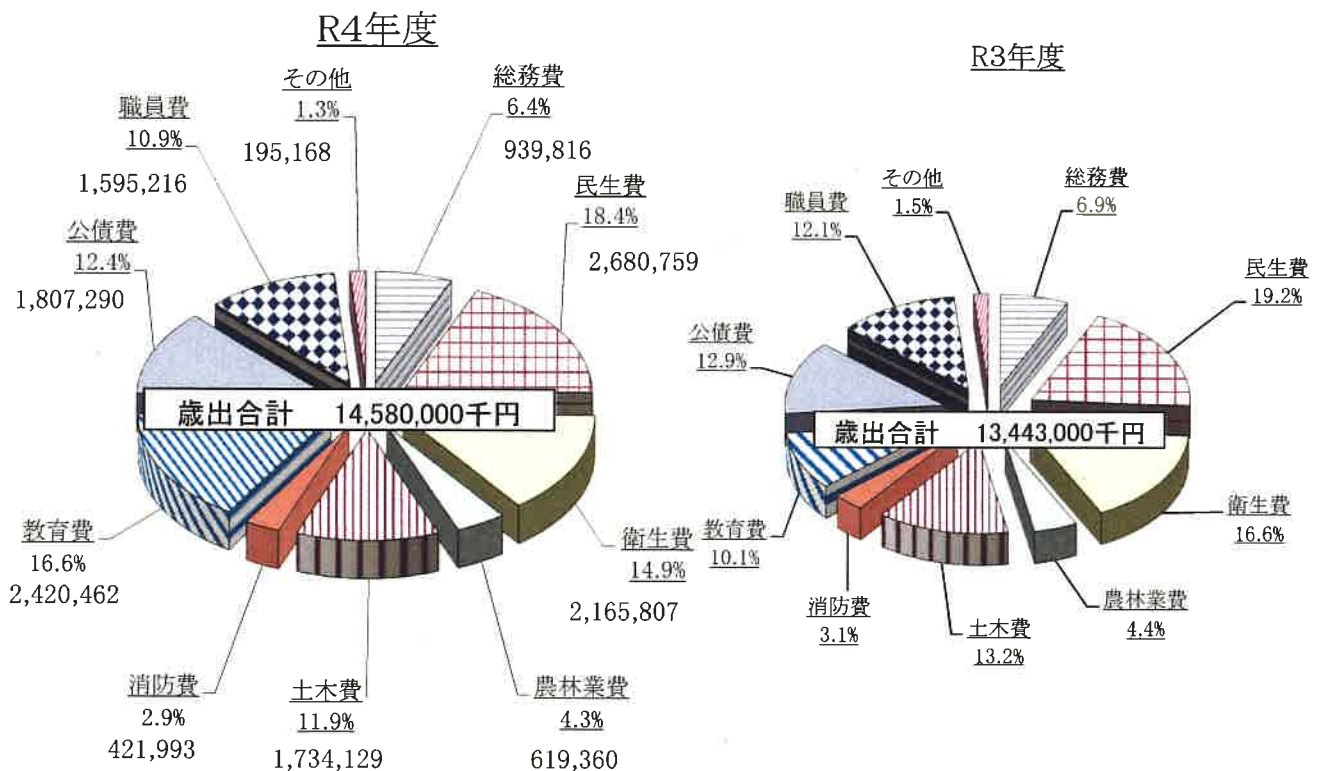 R4年度
その他
1.3%
195,168
総務費
6.4%
939,816
職員費
10.9%
1,595,216
民生費
18.4%
2,680,759
公債費
12.4%
1,807,290
歳出合計 14,580,000千円
教育費
16.6%
2,420,462
衛生費
14.9%
2,165,807
消防費
2.9%
421,993
土木費
11.9%
1,734,129
農林業費
4.3%
619,360
R3年度
その他
1.5%
総務費
6.9%
職員費
12.1%
民生費
19.2%
公債費
12.9%
歳出合計 13,443,000千円
教育費
10.1%
衛生費
16.6%
消防費
3.1%
土木費
13.2%
農林業費
4.4%